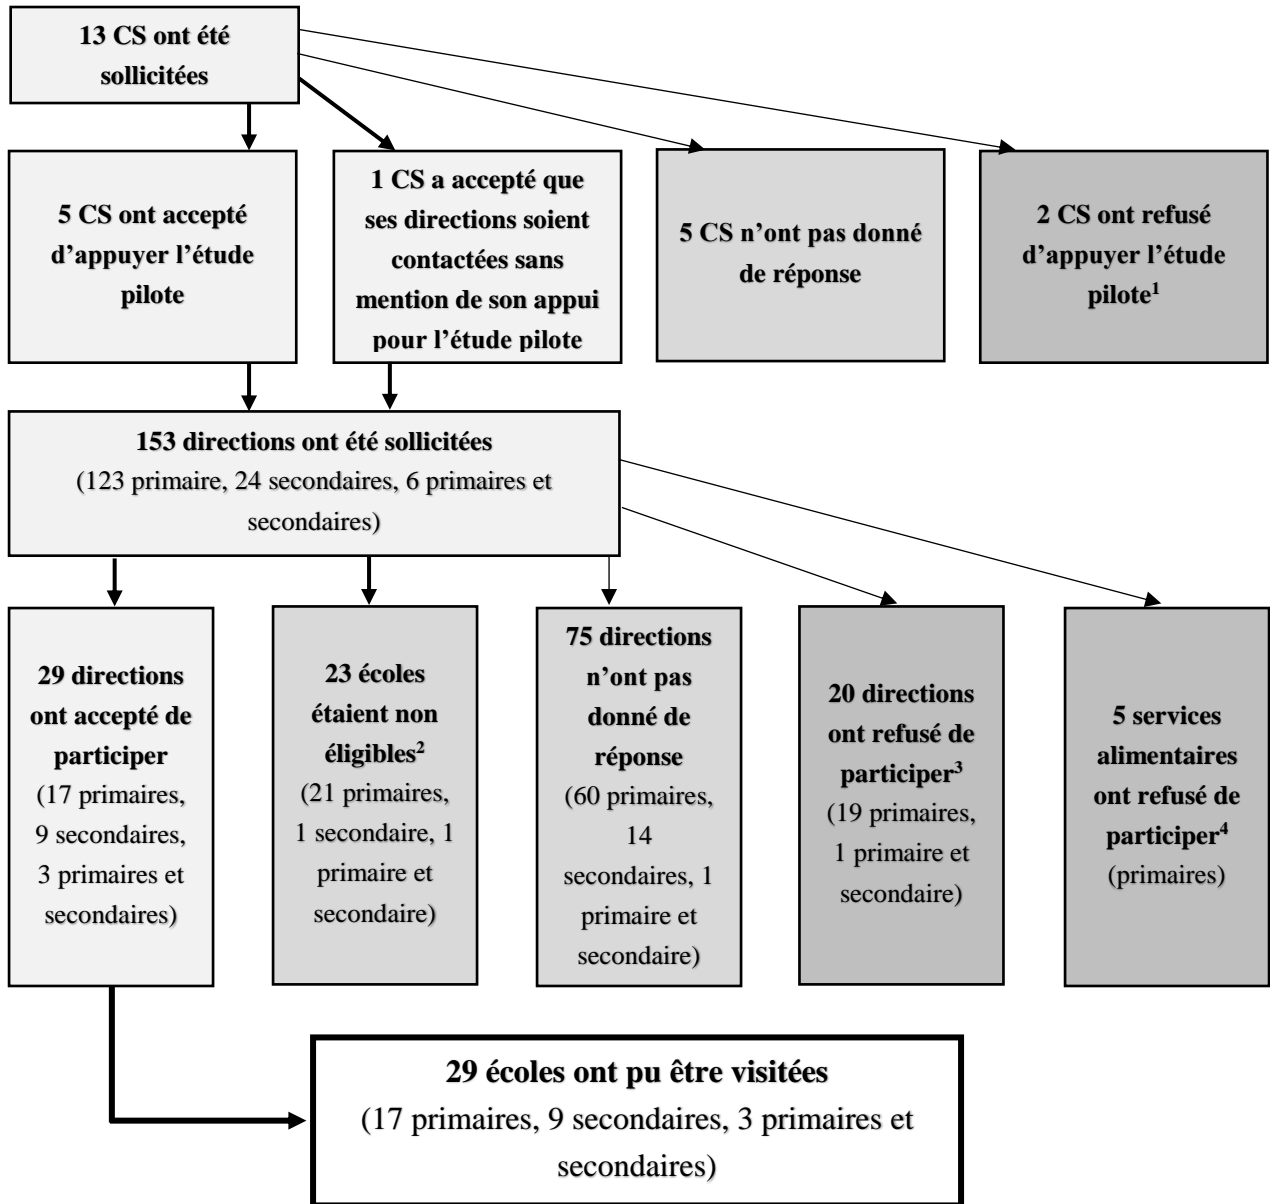 13 CS ont été
sollicitées
5 CS ont accepté
d’appuyer l’étude
pilote
1 CS a accepté que
ses directions soient
contactées sans
mention de son appui
pour l’étude pilote
5 CS n’ont pas donné
de réponse
2 CS ont refusé
d’appuyer l’étude
pilote¹
153 directions ont été sollicitées
(123 primaire, 24 secondaires, 6 primaires et
secondaires)
29 directions
ont accepté de
participer
(17 primaires,
9 secondaires,
3 primaires et
secondaires)
23 écoles
étaient non
éligibles²
(21 primaires,
1 secondaire, 1
primaire et
secondaire)
75 directions
n’ont pas
donné de
réponse
(60 primaires,
14
secondaires, 1
primaire et
secondaire)
20 directions
ont refusé de
participer³
(19 primaires,
1 primaire et
secondaire)
5 services
alimentaires
ont refusé de
participer⁴
(primaires)
29 écoles ont pu être visitées
(17 primaires, 9 secondaires, 3 primaires et
secondaires)